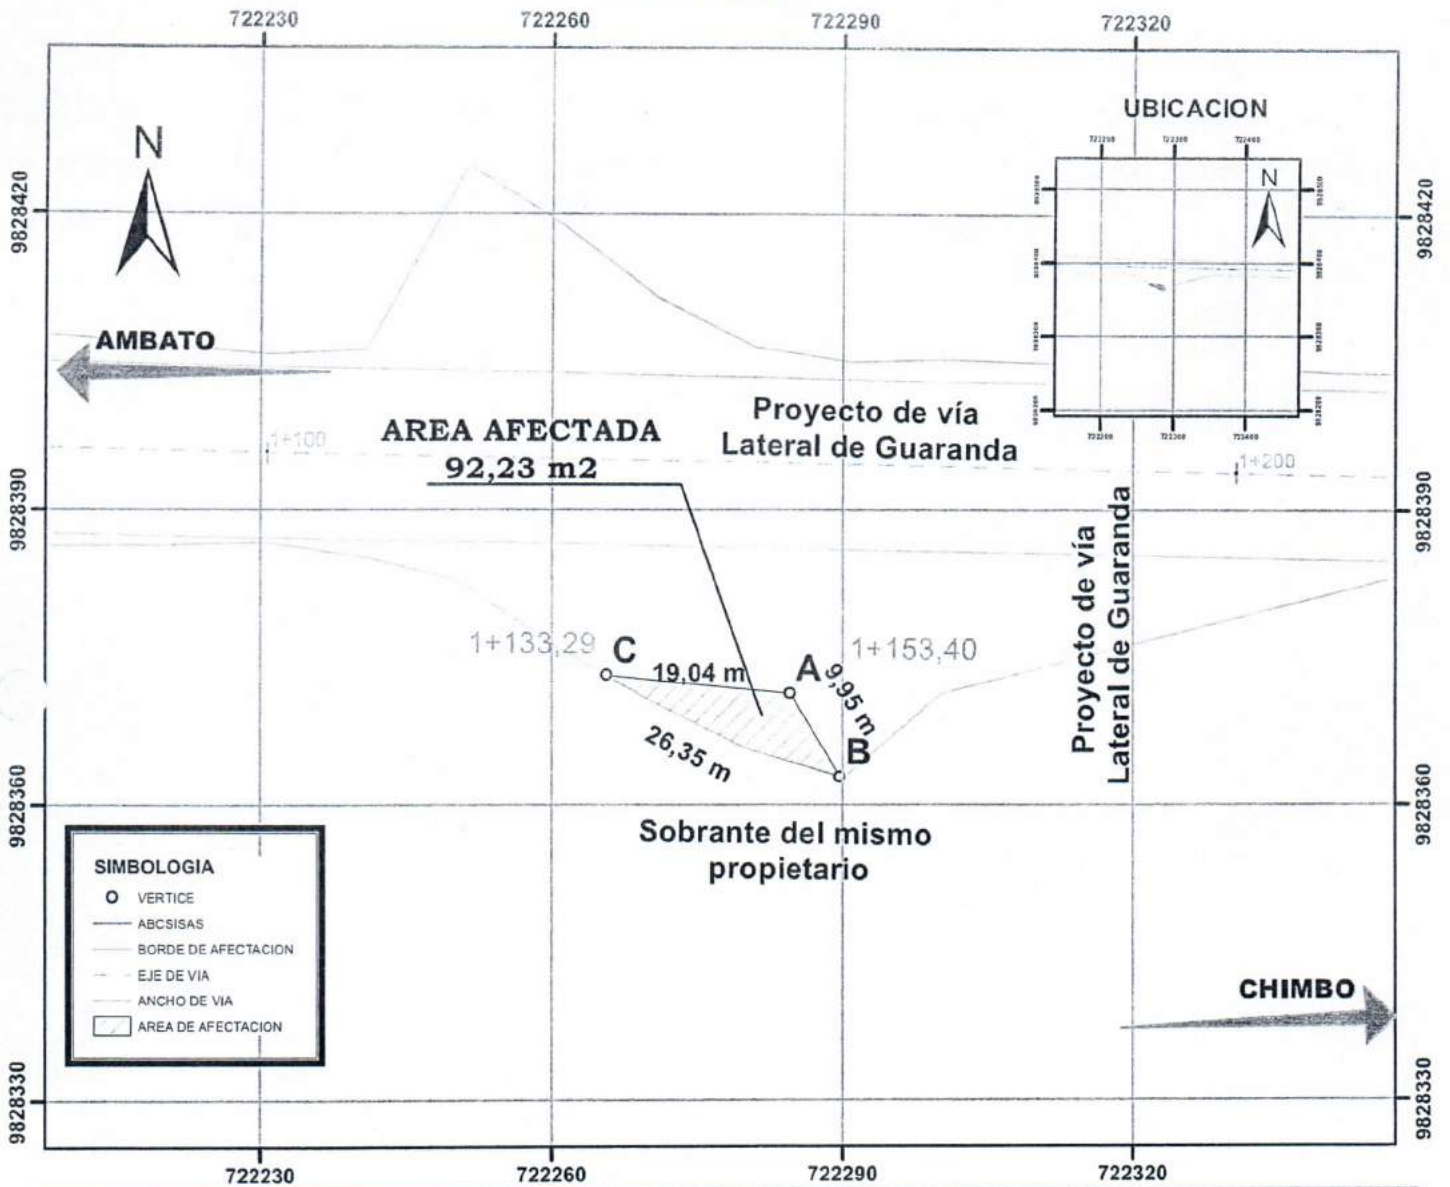 722230 722260 722290 722320
UBICACION
722300 722400
N
N
9828420
9828420
AMBATO
Proyecto de vía
Lateral de Guaranda
AREA AFECTADA
92,23 m2
1+100
1+200
9828390
9828390
Proyecto de vía
Lateral de Guaranda
1+133,29
1+153,40
C
A
19,04 m
9,95 m
B
26,35 m
9828360
9828360
Sobrante del mismo
propietario
SIMBOLOGIA
VERTICE
ABCSISAS
BORDE DE AFECTACION
EJE DE VIA
ANCHO DE VIA
AREA DE AFECTACION
CHIMBO
9828330
9828330
722230 722260 722290 722320